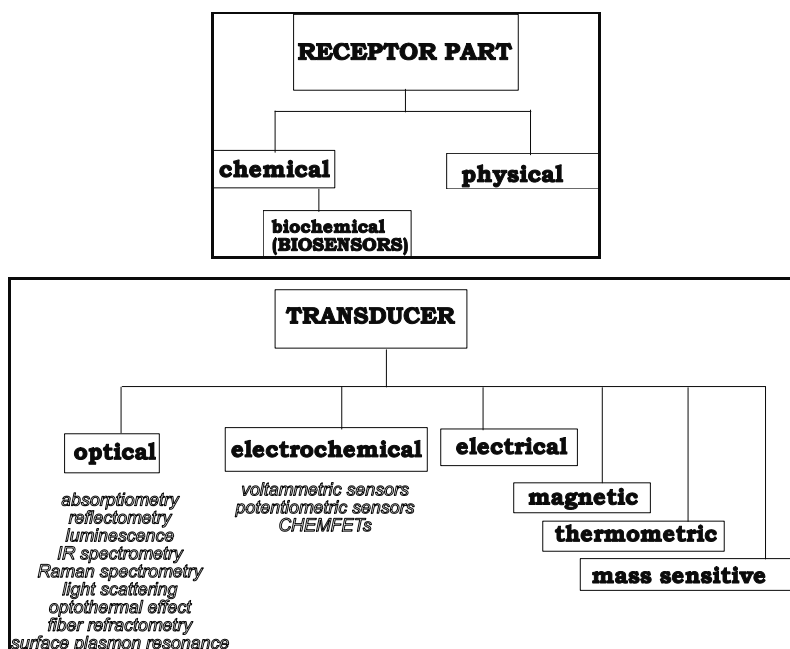 RECEPTOR PART
chemical
physical
biochemical
(BIOSENSORS)
TRANSDUCER
optical
electrochemical
electrical
magnetic
thermometric
mass sensitive
absorptiometry
reflectometry
luminescence
IR spectrometry
Raman spectrometry
light scattering
optothermal effect
fiber refractometry
surface plasmon resonance
voltammetric sensors
potentiometric sensors
CHEMFETs